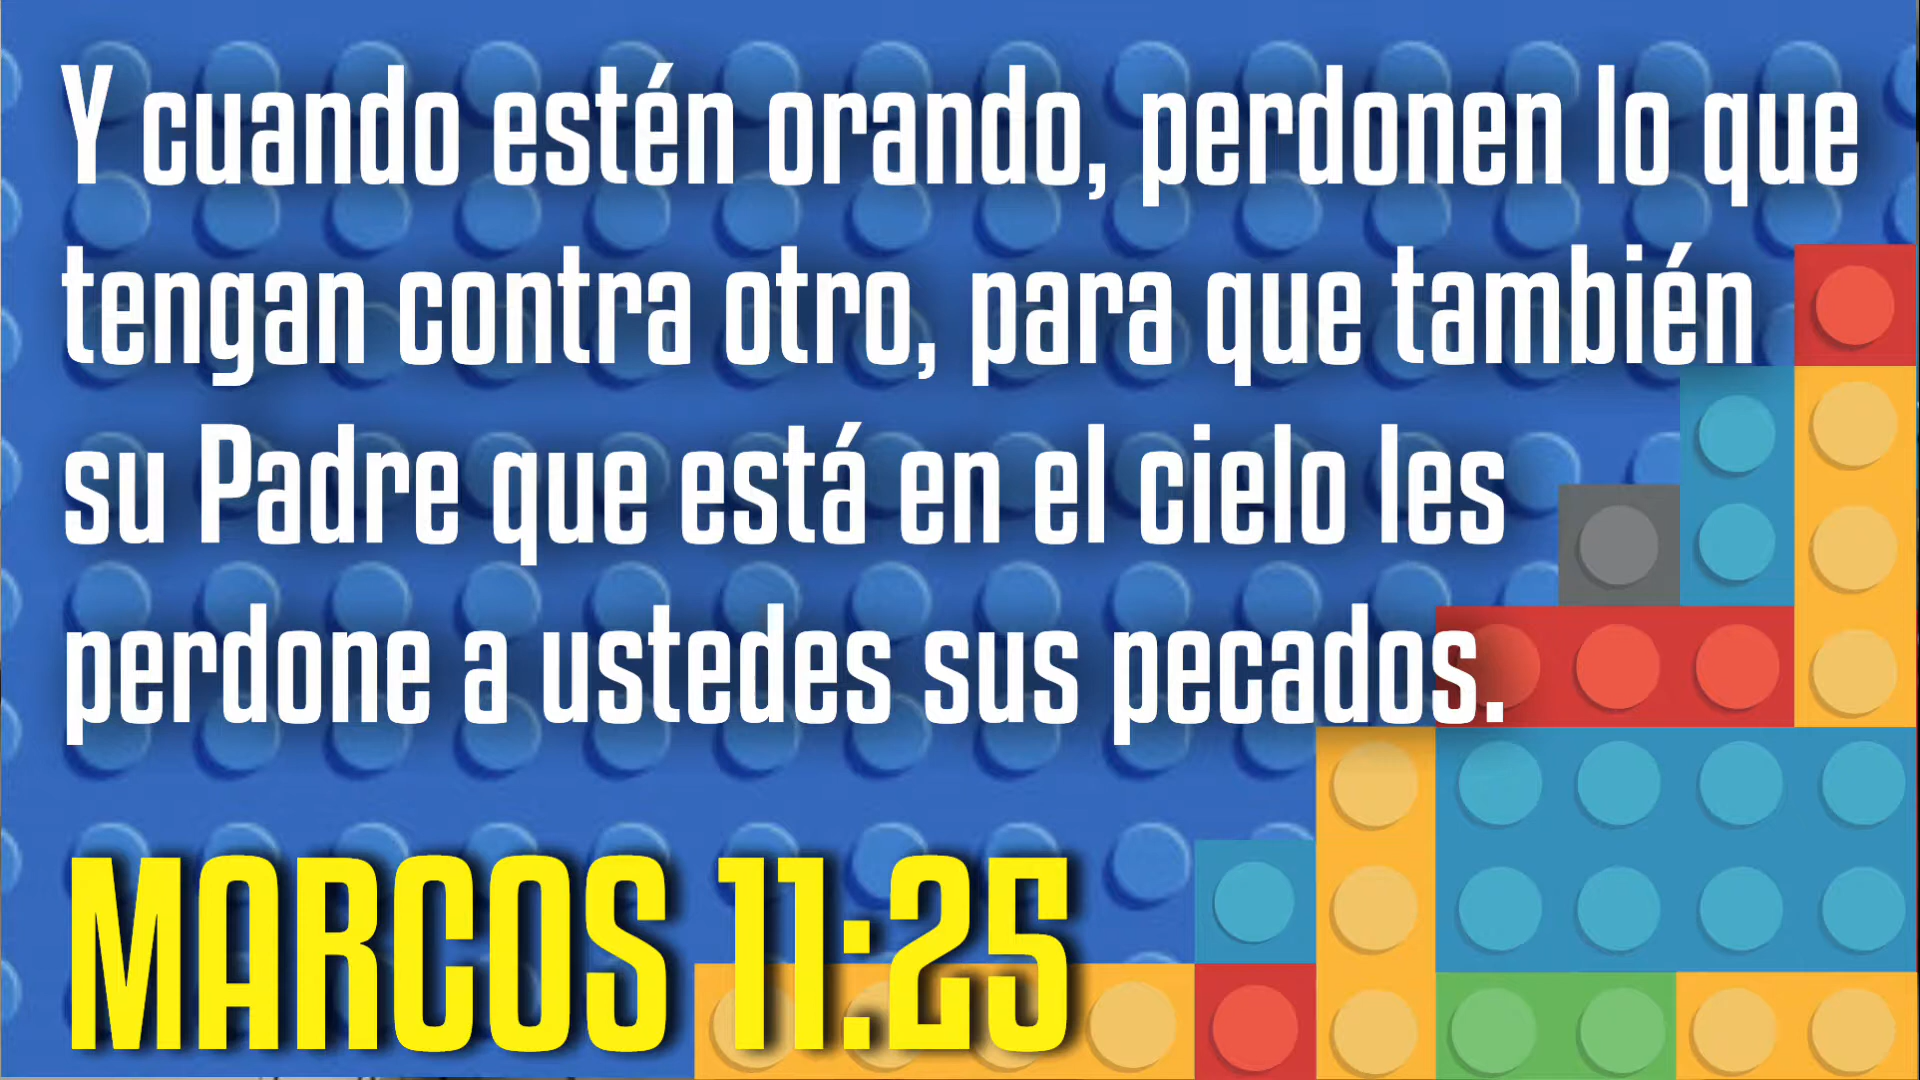 Y cuando estén orando, perdonen lo que
tengan contra otro, para que también
su Padre que está en el cielo les
perdone a ustedes sus pecados.
MARCOS 11:25